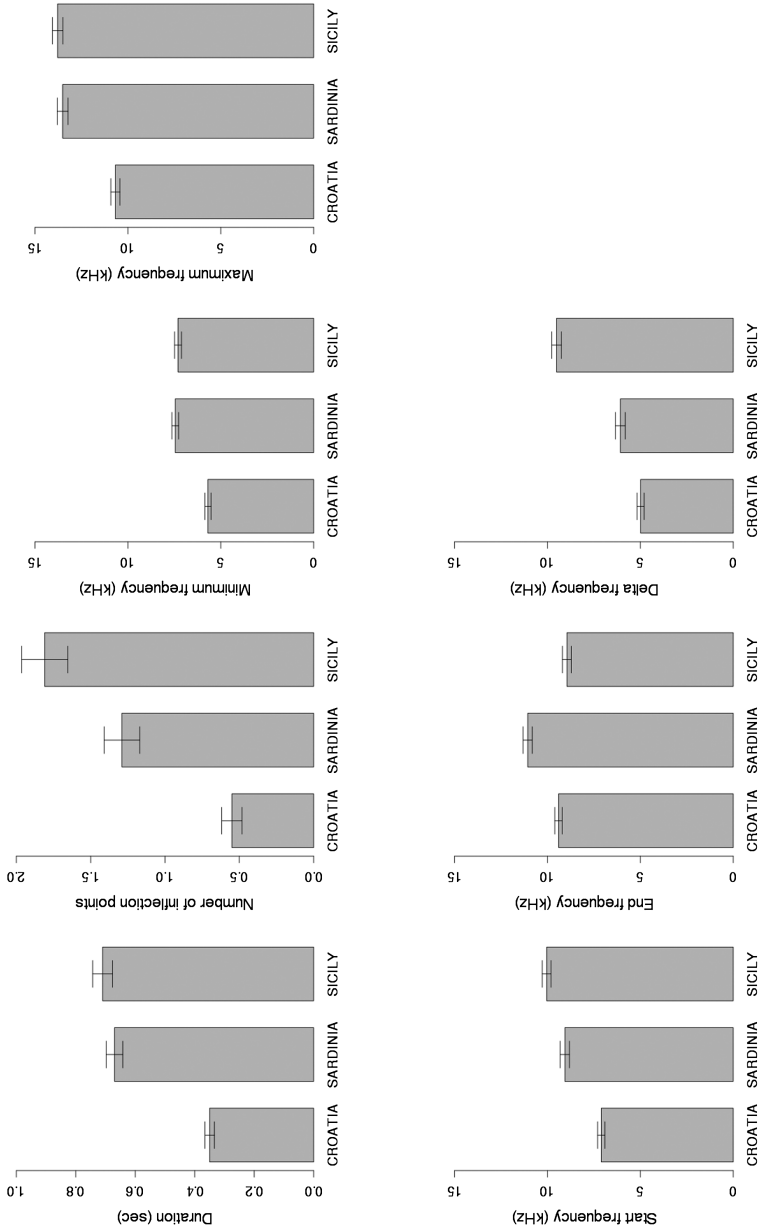 Duration (sec)
1.0
0.8
0.6
0.4
0.2
0.0
CROATIA
SARDINIA
SICILY
Number of inflection points
2.0
1.5
1.0
0.5
0.0
CROATIA
SARDINIA
SICILY
Minimum frequency (kHz)
15
10
5
0
CROATIA
SARDINIA
SICILY
Maximum frequency (kHz)
15
10
5
0
CROATIA
SARDINIA
SICILY
Start frequency (kHz)
15
10
5
0
CROATIA
SARDINIA
SICILY
End frequency (kHz)
15
10
5
0
CROATIA
SARDINIA
SICILY
Delta frequency (kHz)
15
10
5
0
CROATIA
SARDINIA
SICILY